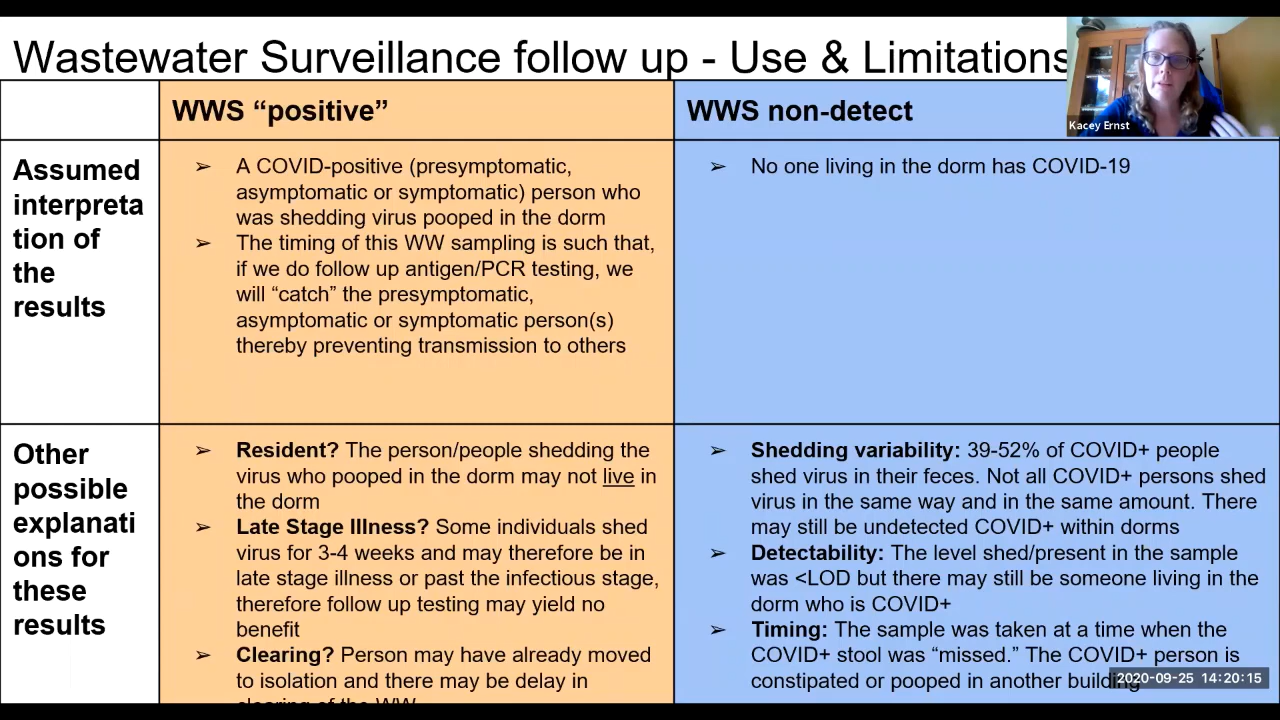 Wastewater Surveillance follow up - Use & Limitations
Kacey Ernst
WWS “positive”
WWS non-detect
Assumed
interpreta
tion of
the
results
➢ A COVID-positive (presymptomatic,
asymptomatic or symptomatic) person who
was shedding virus pooped in the dorm
➢ The timing of this WW sampling is such that,
if we do follow up antigen/PCR testing, we
will “catch” the presymptomatic,
asymptomatic or symptomatic person(s)
thereby preventing transmission to others
➢ No one living in the dorm has COVID-19
Other
possible
explanati
ons for
these
results
➢ Resident? The person/people shedding the
virus who pooped in the dorm may not live in
the dorm
➢ Late Stage Illness? Some individuals shed
virus for 3-4 weeks and may therefore be in
late stage illness or past the infectious stage,
therefore follow up testing may yield no
benefit
➢ Clearing? Person may have already moved
to isolation and there may be delay in
clearing of the WW
➢ Shedding variability: 39-52% of COVID+ people
shed virus in their feces. Not all COVID+ persons shed
virus in the same way and in the same amount. There
may still be undetected COVID+ within dorms
➢ Detectability: The level shed/present in the sample
was <LOD but there may still be someone living in the
dorm who is COVID+
➢ Timing: The sample was taken at a time when the
COVID+ stool was “missed.” The COVID+ person is
constipated or pooped in another building
2020-09-25 14:20:15